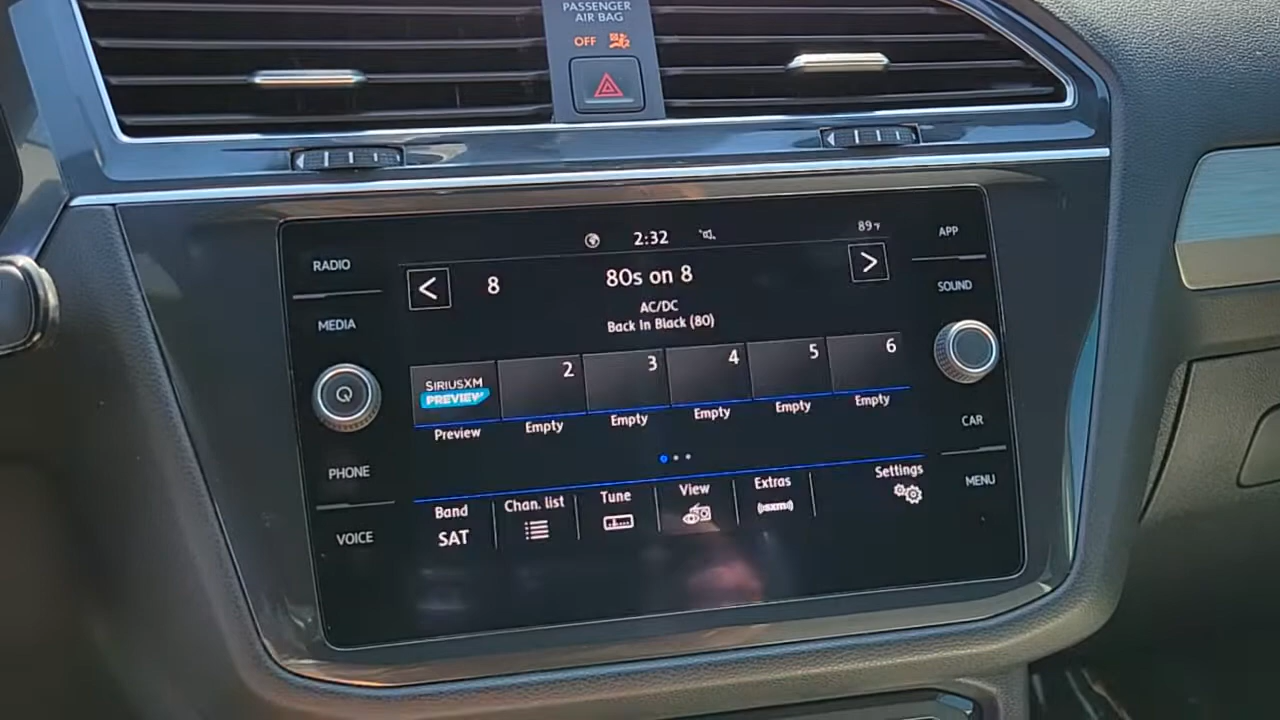 PASSENGER
AIR BAG
OFF
2:32
89°F
RADIO
MEDIA
PHONE
VOICE
APP
SOUND
CAR
MENU
< 8 80s on 8 >
AC/DC
Back In Black (80)
SIRIUSXM
PREVIEW
2 3 4 5 6
Preview Empty Empty Empty Empty Empty
Band Chan. list Tune View Extras Settings
SAT
((sxm))